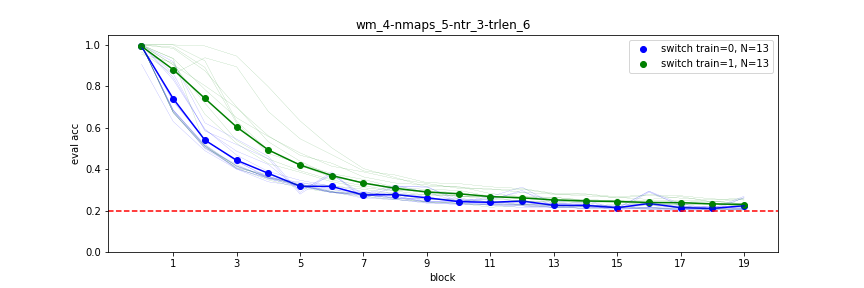 wm_4-nmaps_5-ntr_3-trlen_6
switch train=0, N=13
switch train=1, N=13
eval acc
1.0
0.8
0.6
0.4
0.2
0.0
1 3 5 7 9 11 13 15 17 19
block